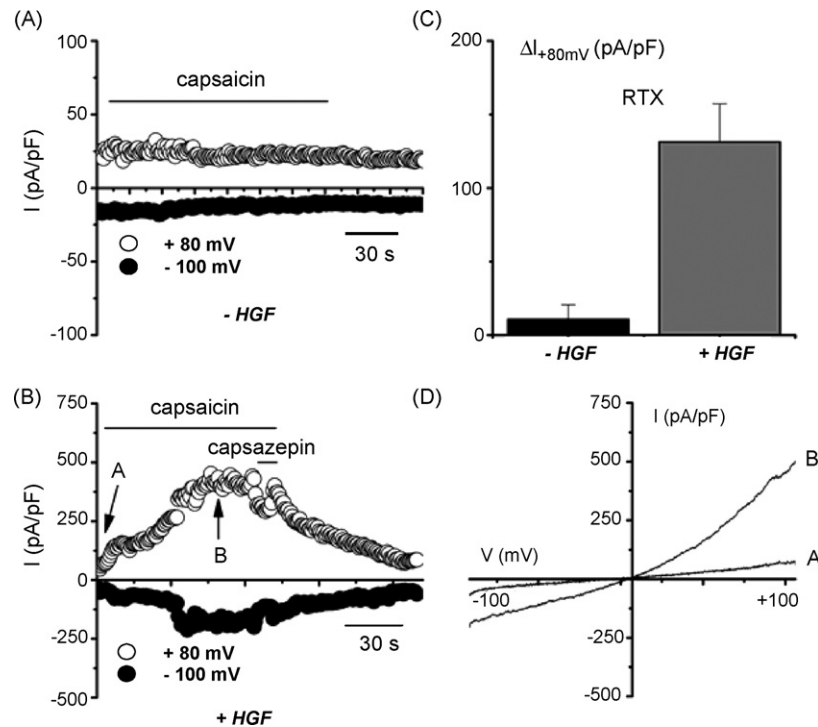 (A)
100
50
0
-50
-100
I (pA/pF)
capsaicin
+ 80 mV
- 100 mV
30 s
- HGF
(C)
200
100
0
ΔI+80mV (pA/pF)
RTX
- HGF
+ HGF
(B)
750
500
250
0
-250
-500
I (pA/pF)
capsaicin
capsazepin
A
B
+ 80 mV
- 100 mV
30 s
+ HGF
(D)
750
500
250
0
-250
-500
I (pA/pF)
V (mV)
-100
+100
B
A